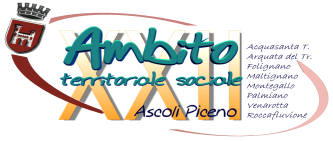 XXII
Ambito
territoriale sociale
Ascoli Piceno
Acquasanta T.
Arquata del Tr.
Folignano
Maltignano
Montegallo
Palmiano
Venarotta
Roccafluvione